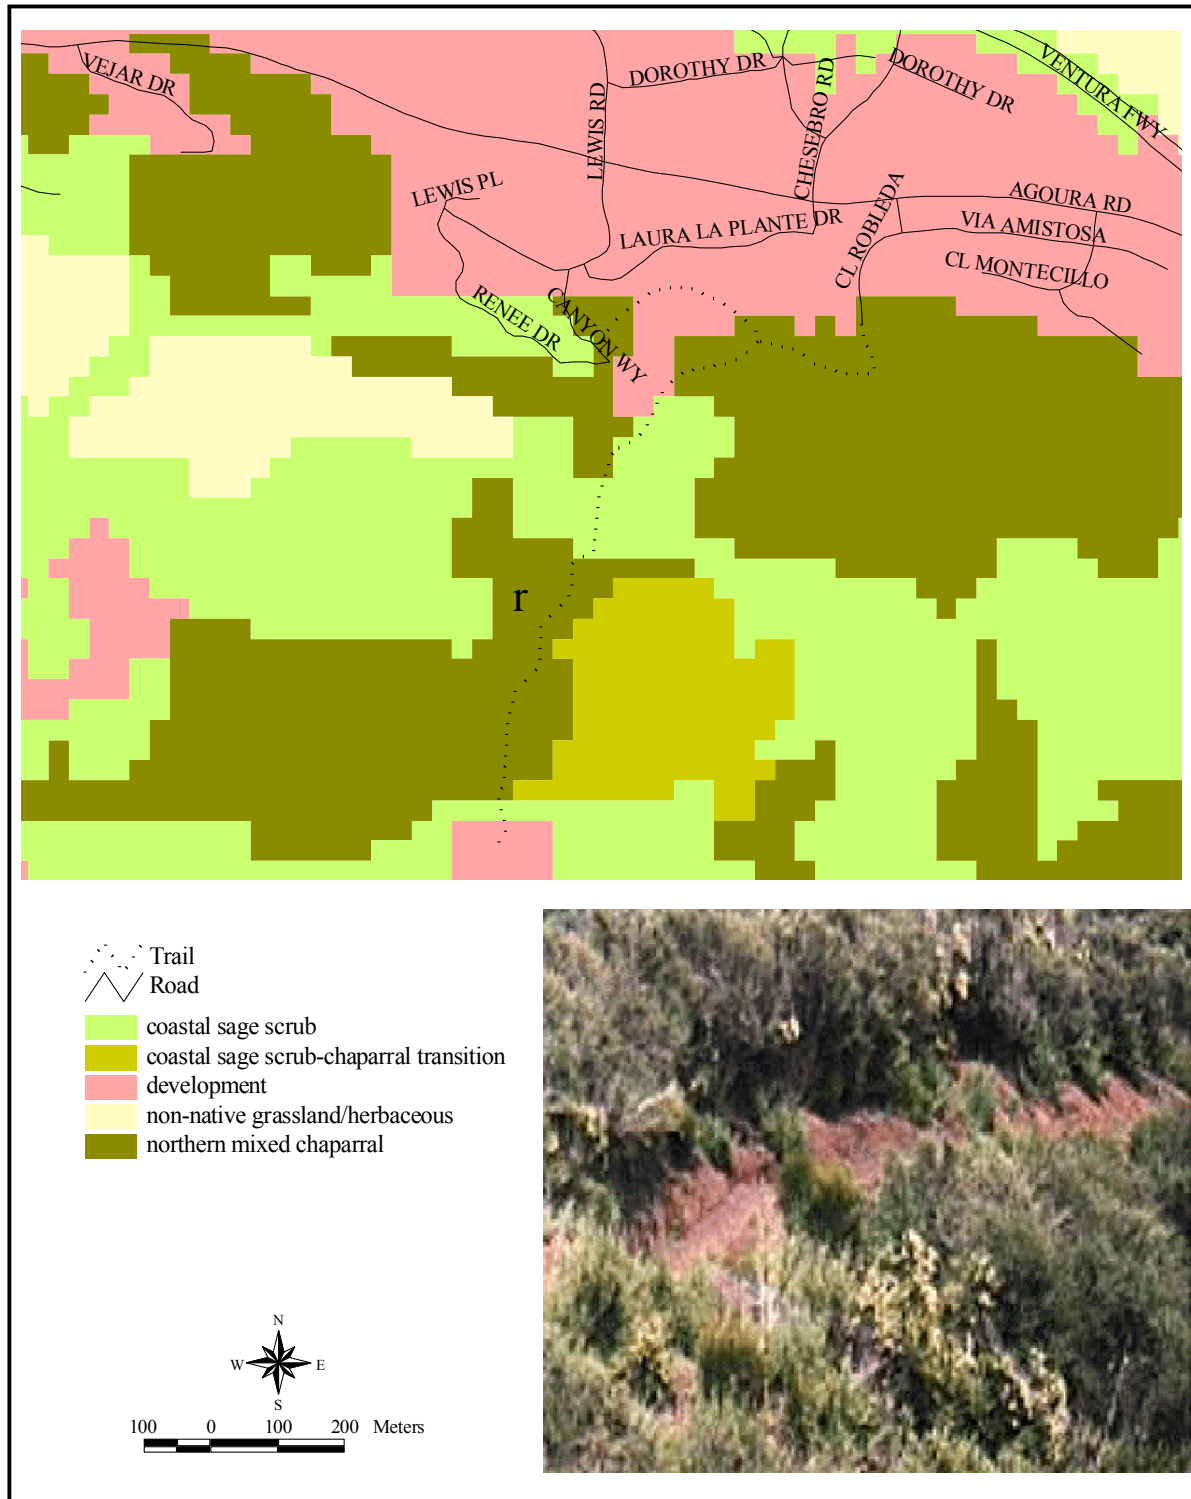 VEJAR DR
LEWIS RD
DOROTHY DR
CHESEBRO RD
DOROTHY DR
VENTURA FWY
LEWIS PL
LAURA LA PLANTE DR
CL ROBLEDA
AGOURA RD
VIA AMISTOSA
CL MONTECILLO
RENEE DR
CANYON WY
r
Trail
Road
coastal sage scrub
coastal sage scrub-chaparral transition
development
non-native grassland/herbaceous
northern mixed chaparral
N
W E
S
100 0 100 200 Meters